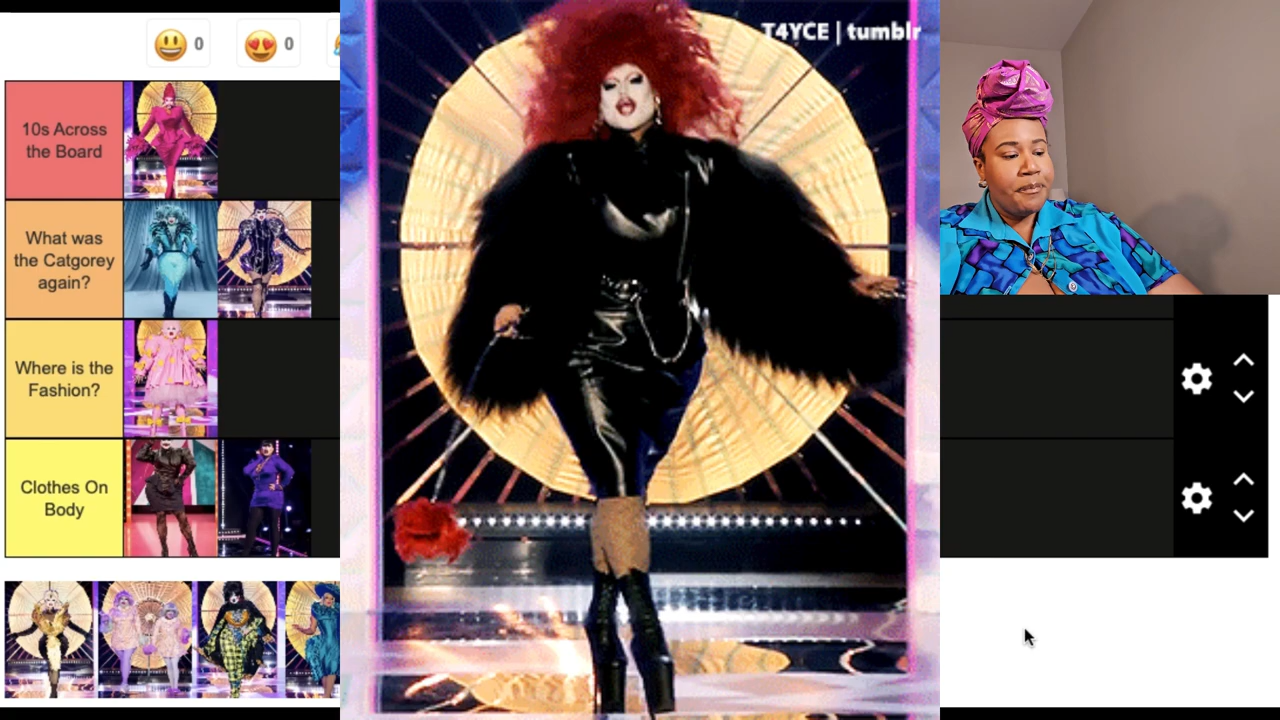 T4YCE | tumblr
0
0
10s Across
the Board
What was
the Catgorey
again?
Where is the
Fashion?
Clothes On
Body